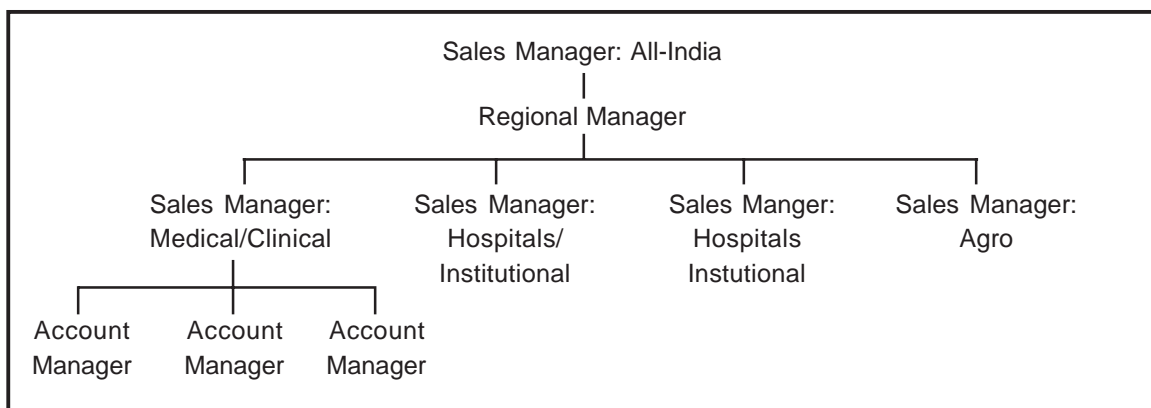 Sales Manager: All-India
Regional Manager
Sales Manager:
Medical/Clinical
Sales Manager:
Hospitals/
Institutional
Sales Manger:
Hospitals
Instutional
Sales Manager:
Agro
Account
Manager
Account
Manager
Account
Manager